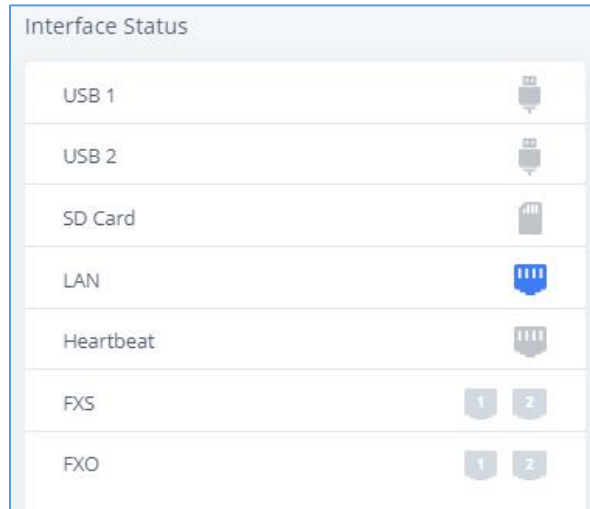 Interface Status
USB 1
USB 2
SD Card
LAN
Heartbeat
FXS 1 2
FXO 1 2